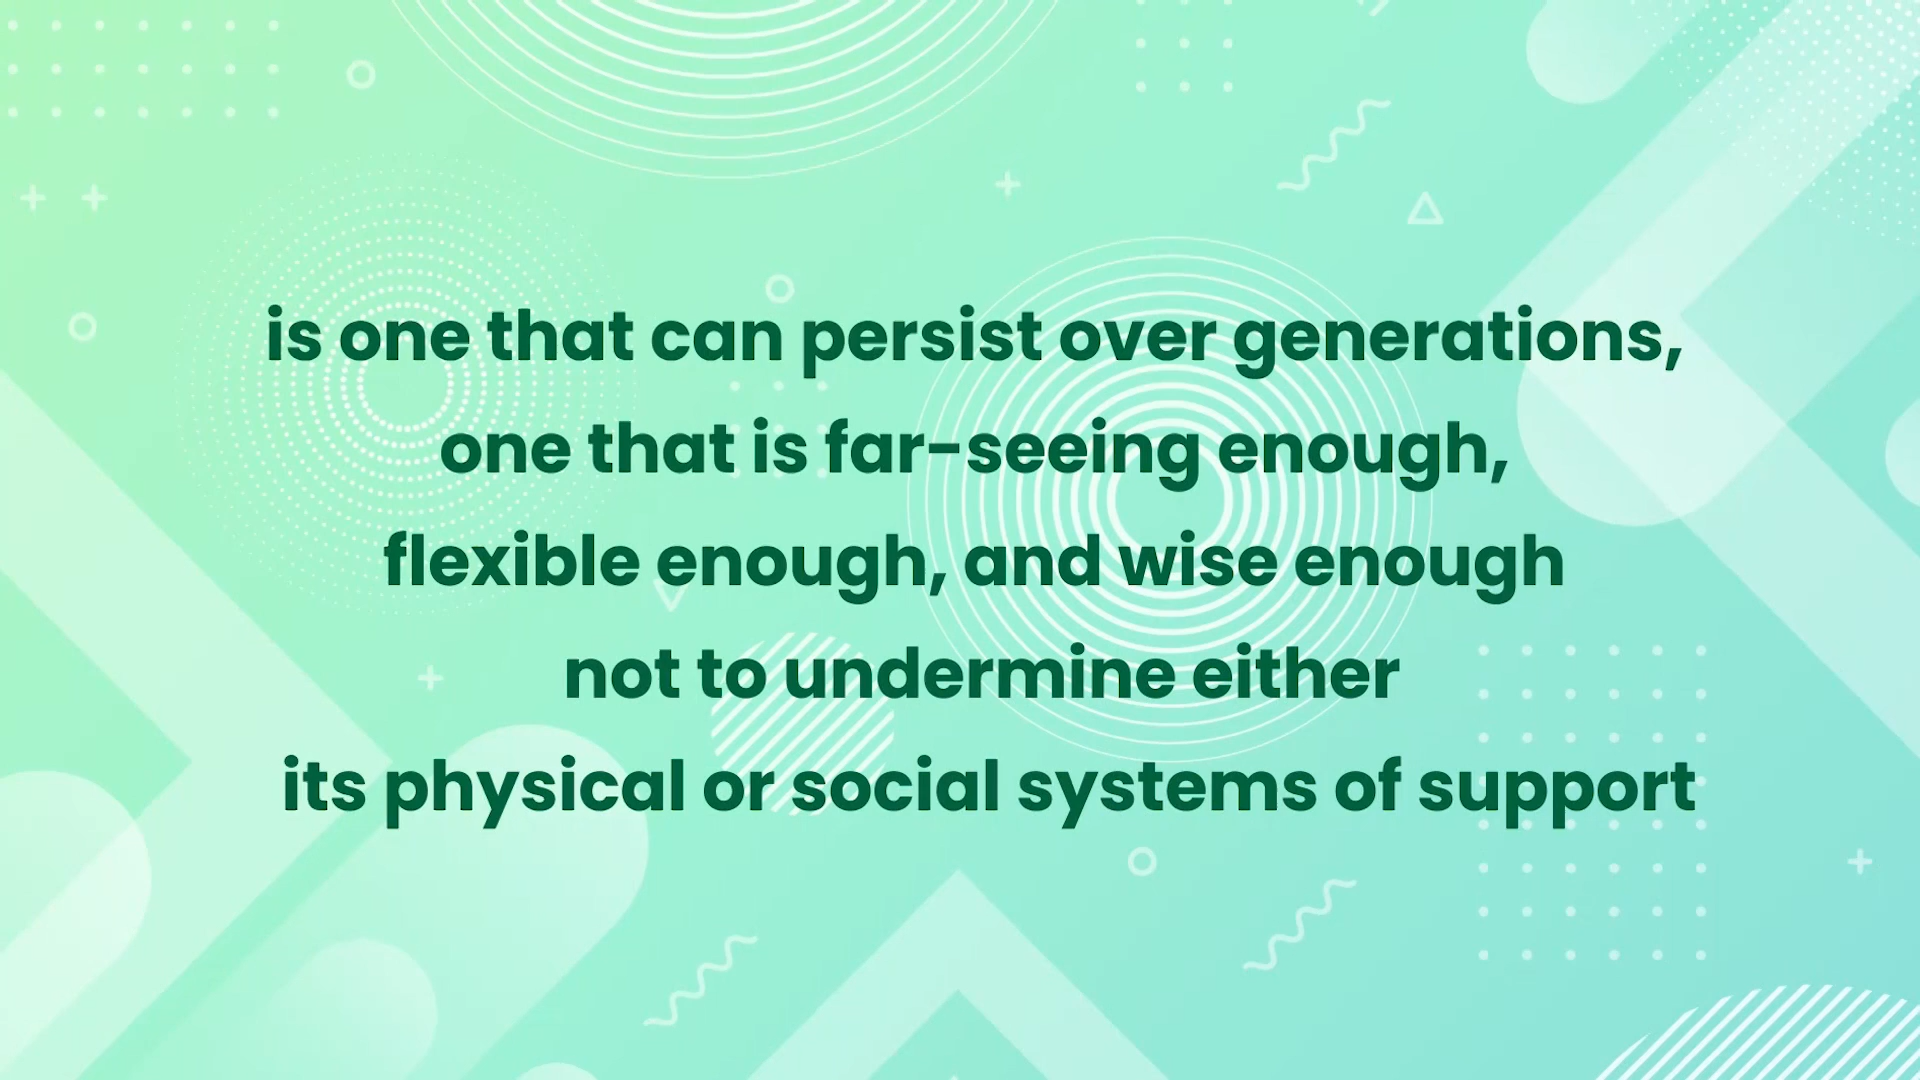 is one that can persist over generations,
one that is far-seeing enough,
flexible enough, and wise enough
not to undermine either
its physical or social systems of support